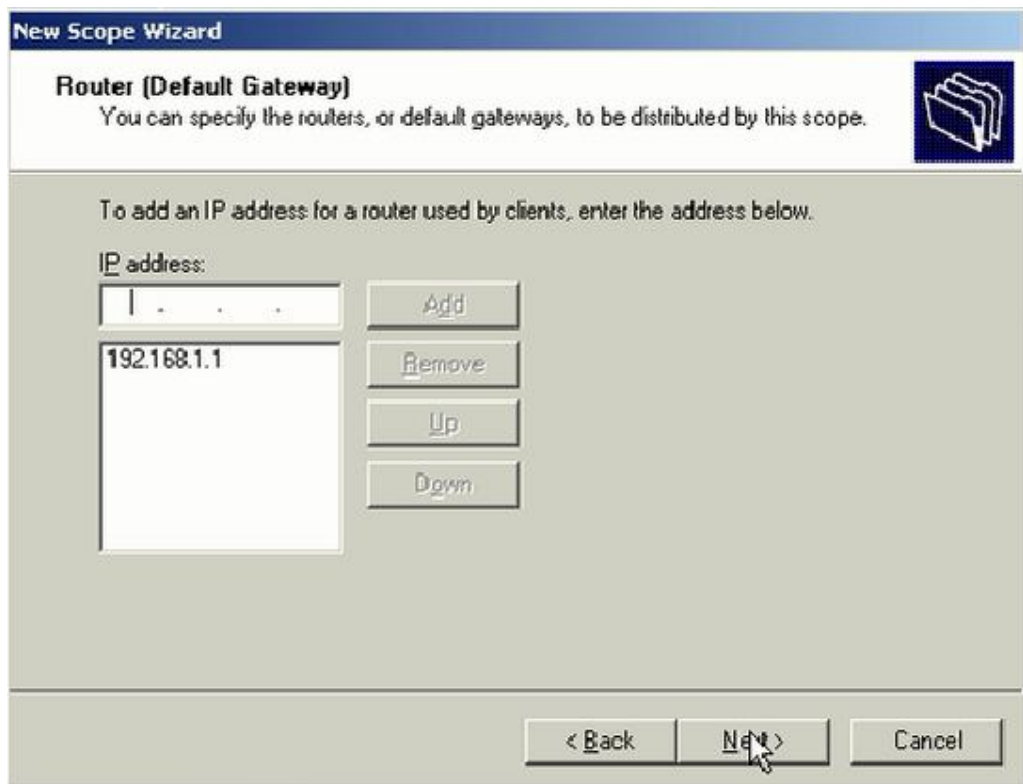 New Scope Wizard
Router (Default Gateway)
You can specify the routers, or default gateways, to be distributed by this scope.
To add an IP address for a router used by clients, enter the address below.
IP address:
. . .
Add
192.168.1.1
Remove
Up
Down
< Back
Next >
Cancel